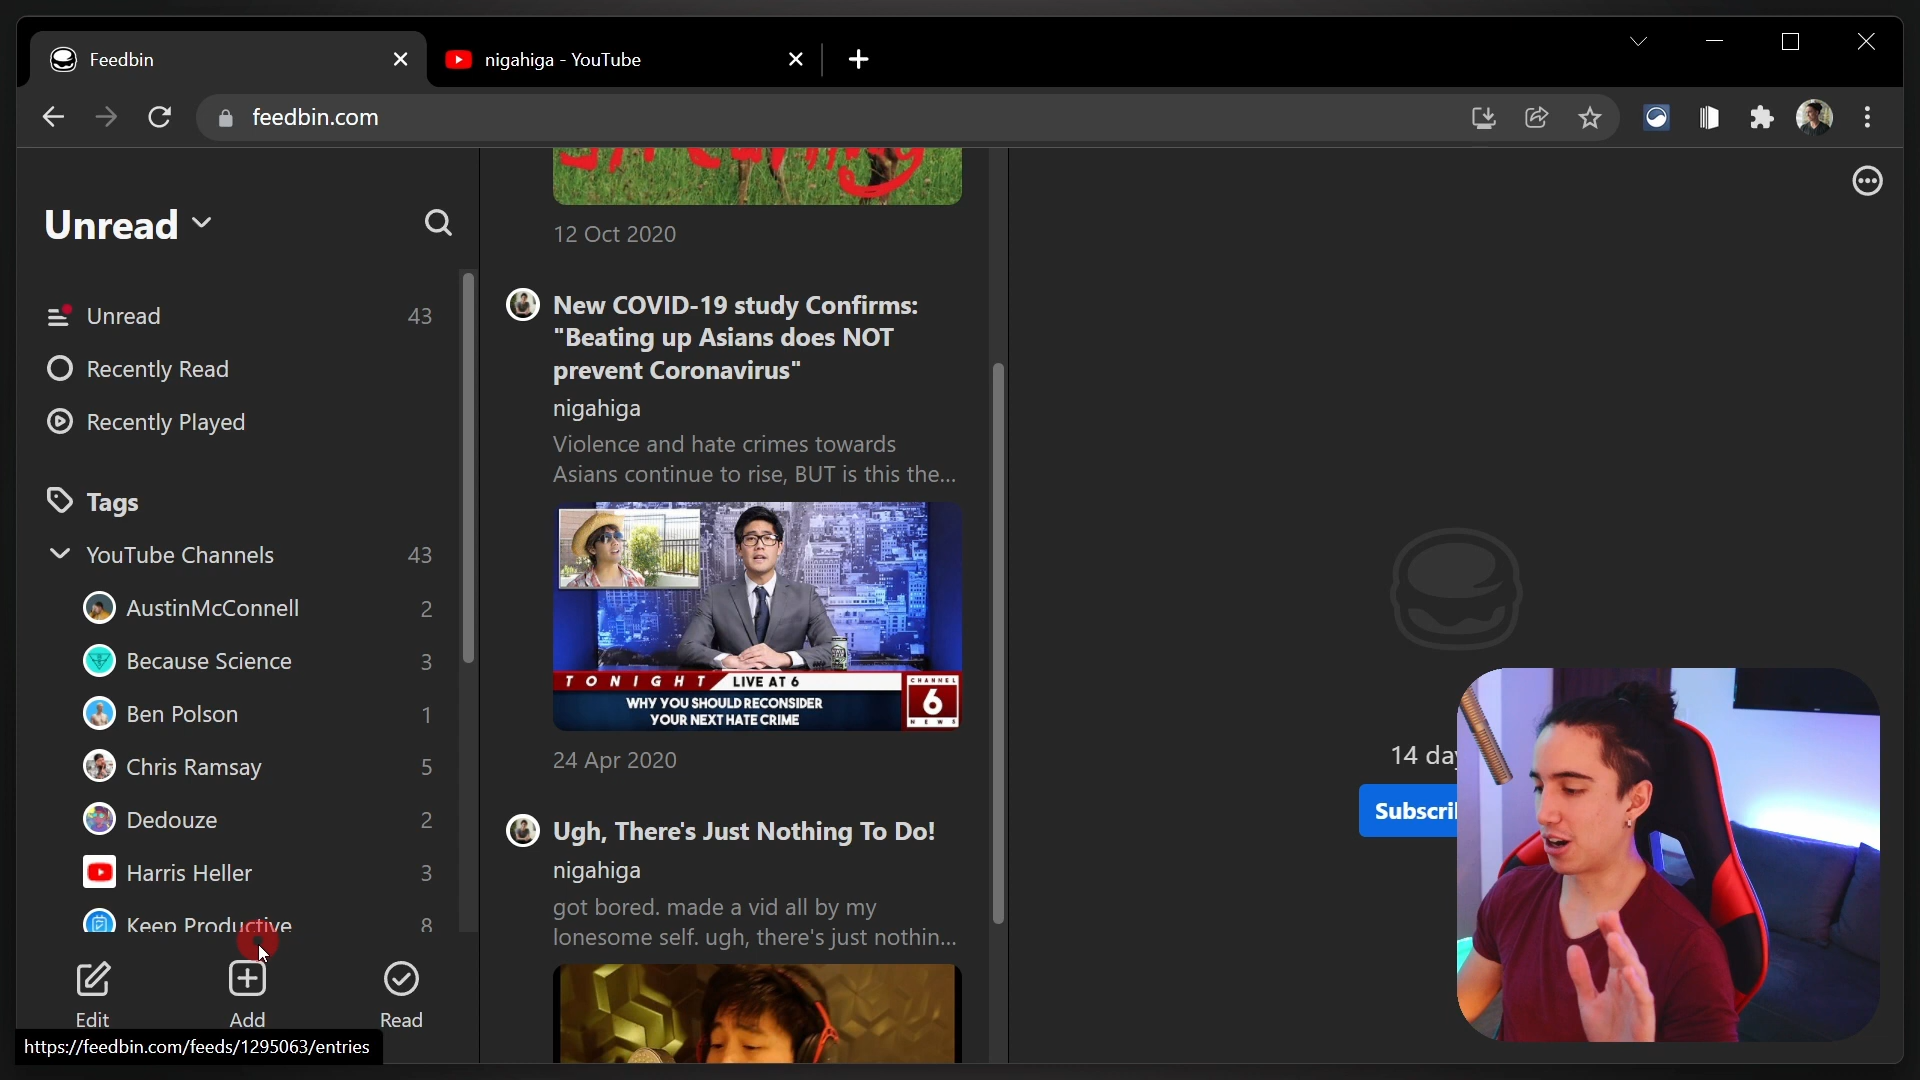 Feedbin
nigahiga - YouTube
feedbin.com
Unread
Unread 43
Recently Read
Recently Played
Tags
YouTube Channels 43
AustinMcConnell 2
Because Science 3
Ben Polson 1
Chris Ramsay 5
Dedouze 2
Harris Heller 3
Keep Productive 8
Edit
Add
Read
https://feedbin.com/feeds/1295063/entries
12 Oct 2020
New COVID-19 study Confirms:
"Beating up Asians does NOT
prevent Coronavirus"
nigahiga
Violence and hate crimes towards
Asians continue to rise, BUT is this the...
TONIGHT LIVE AT 6
WHY YOU SHOULD RECONSIDER
YOUR NEXT HATE CRIME
CHANNEL
6
NEWS
24 Apr 2020
Ugh, There's Just Nothing To Do!
nigahiga
got bored. made a vid all by my
lonesome self. ugh, there's just nothin...
14 day
Subscri